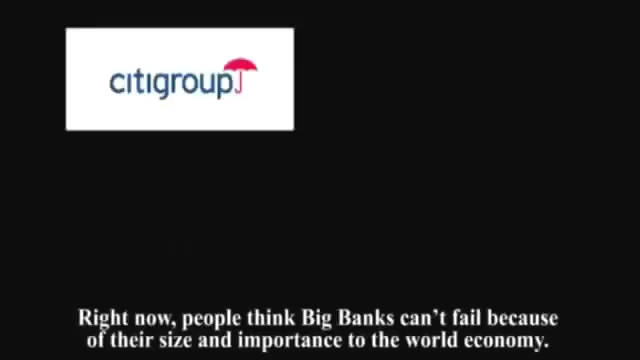 citigroup
Right now, people think Big Banks can't fail because
of their size and importance to the world economy.